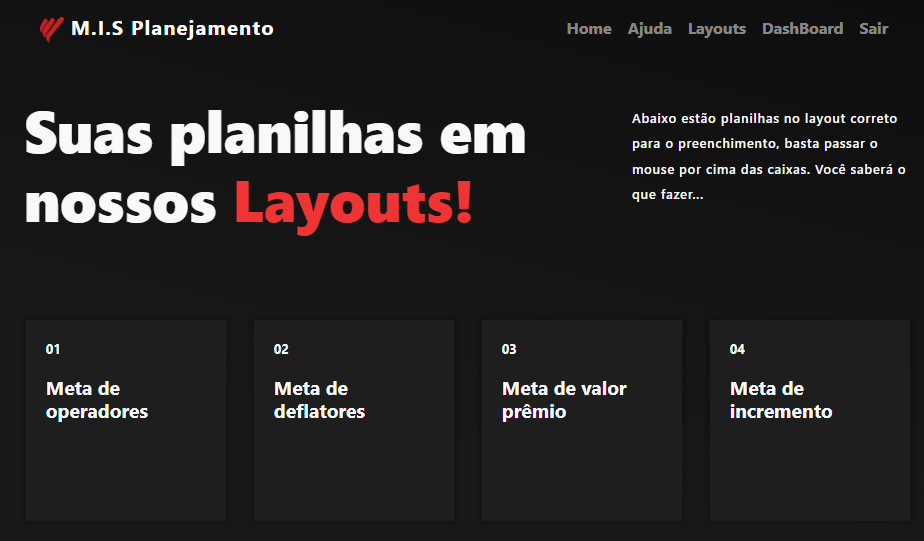 M.I.S Planejamento
Home Ajuda Layouts DashBoard Sair
Suas planilhas em
nossos Layouts!
Abaixo estão planilhas no layout correto
para o preenchimento, basta passar o
mouse por cima das caixas. Você saberá o
que fazer...
01
Meta de
operadores
02
Meta de
deflatores
03
Meta de valor
prêmio
04
Meta de
incremento